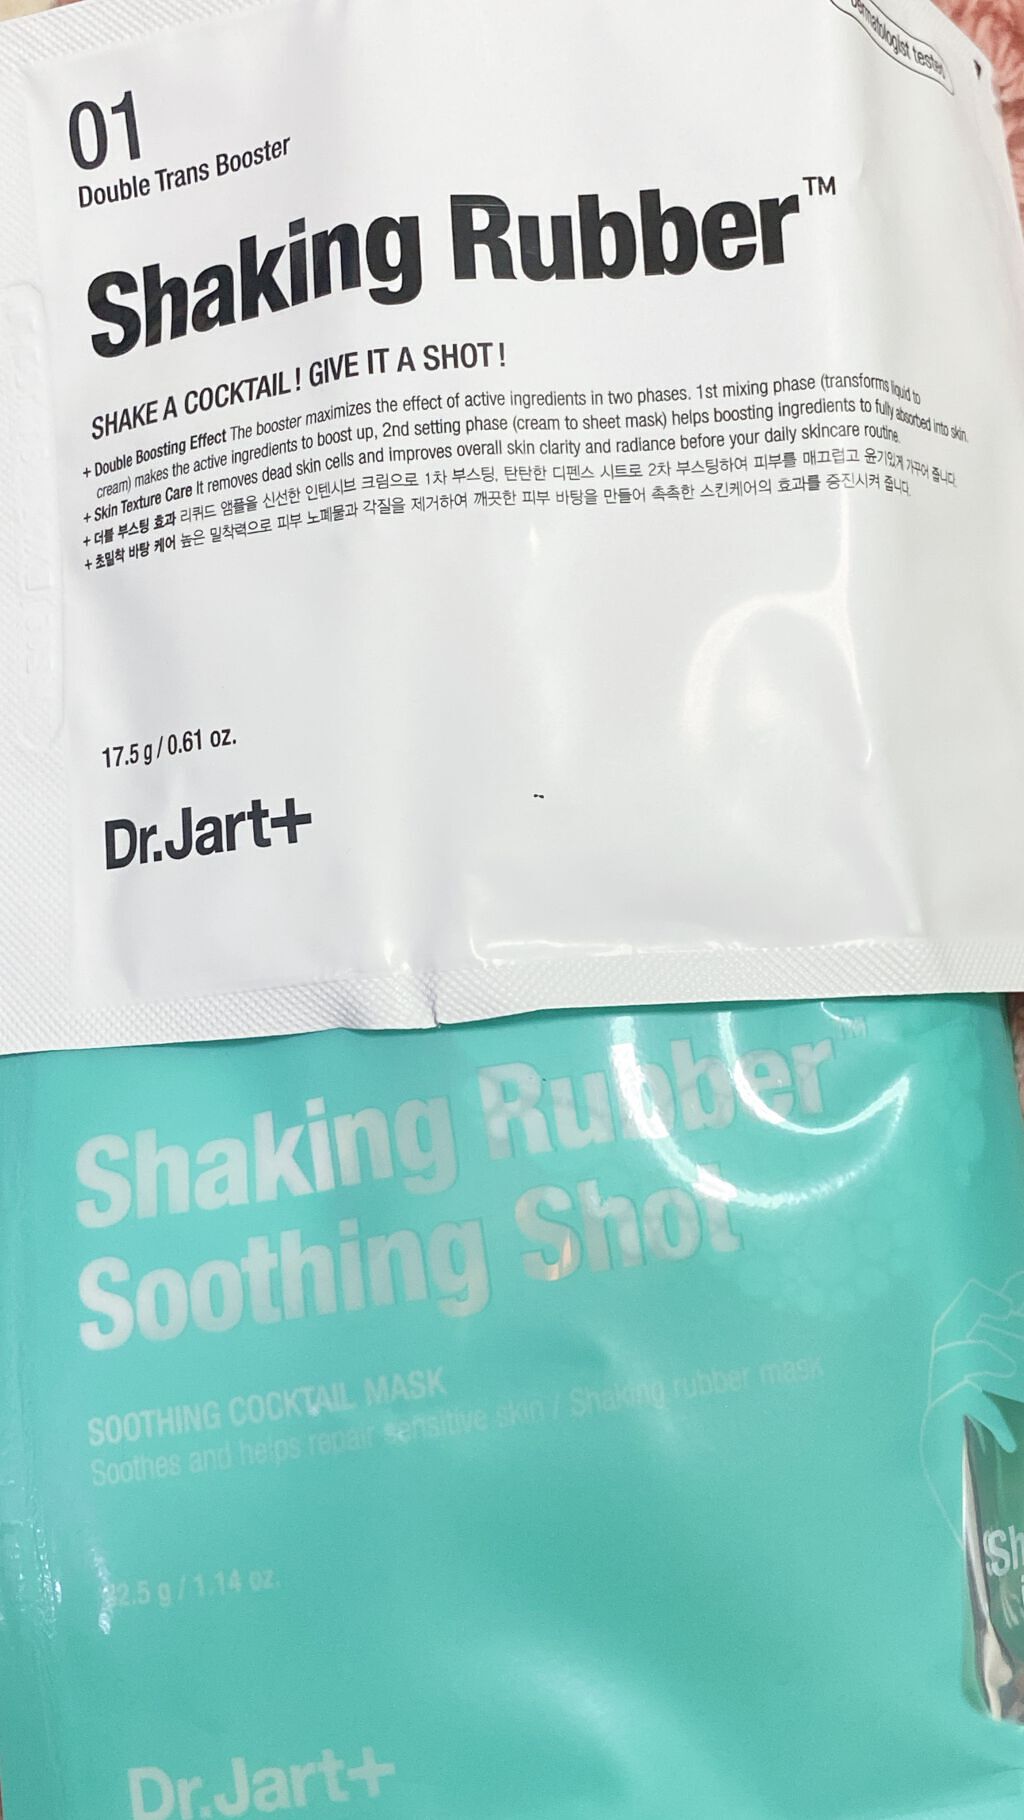 Dermatologist tested
01
Double Trans Booster
Shaking Rubber™
SHAKE A COCKTAIL! GIVE IT A SHOT!
+ Double Boosting Effect The booster maximizes the effect of active ingredients in two phases. 1st mixing phase (transforms liquid to
cream) makes the active ingredients to boost up, 2nd setting phase (cream to sheet mask) helps boosting ingredients to fully absorbed into skin.
+ Skin Texture Care It removes dead skin cells and improves overall skin clarity and radiance before your daily skincare routine.
+ 더블 부스팅 효과 리퀴드 앰플을 신선한 인텐시브 크림으로 1차 부스팅, 탄탄한 디펜스 시트로 2차 부스팅하여 피부를 매끄럽고 윤기있게 가꾸어 줍니다.
+ 초밀착 바탕 케어 높은 밀착력으로 피부 노폐물과 각질을 제거하여 깨끗한 피부 바탕을 만들어 촉촉한 스킨케어의 효과를 증진시켜 줍니다.
17.5 g / 0.61 oz.
Dr.Jart+
Shaking Rubber™
Soothing Shot
SOOTHING COCKTAIL MASK
Soothes and helps repair sensitive skin / Shaking rubber mask
32.5 g / 1.14 oz.
Dr.Jart+
Sh